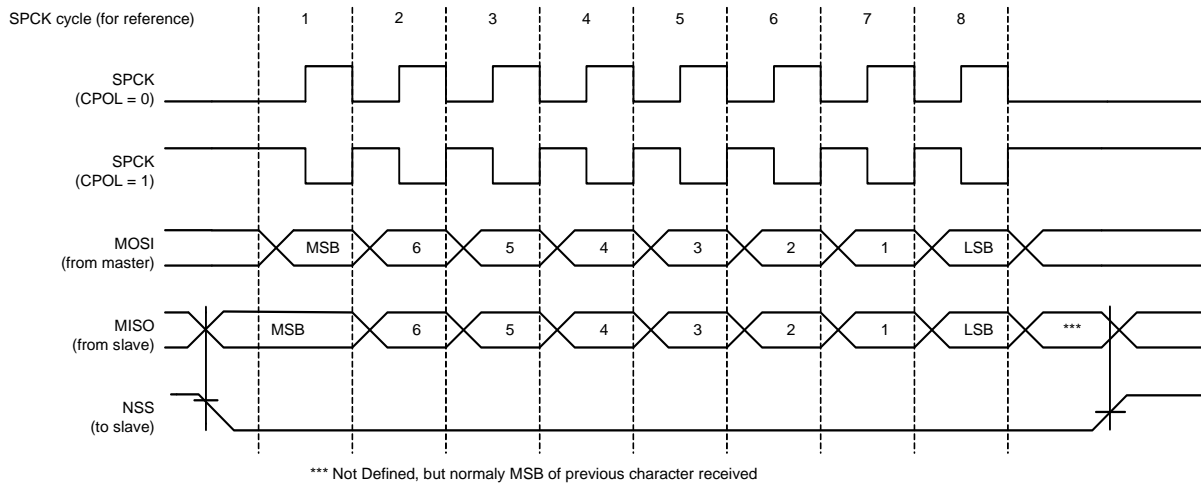 SPCK cycle (for reference) 1 2 3 4 5 6 7 8
SPCK
(CPOL = 0)
SPCK
(CPOL = 1)
MOSI
(from master)
MSB 6 5 4 3 2 1 LSB
MISO
(from slave)
MSB 6 5 4 3 2 1 LSB ***
NSS
(to slave)
*** Not Defined, but normaly MSB of previous character received